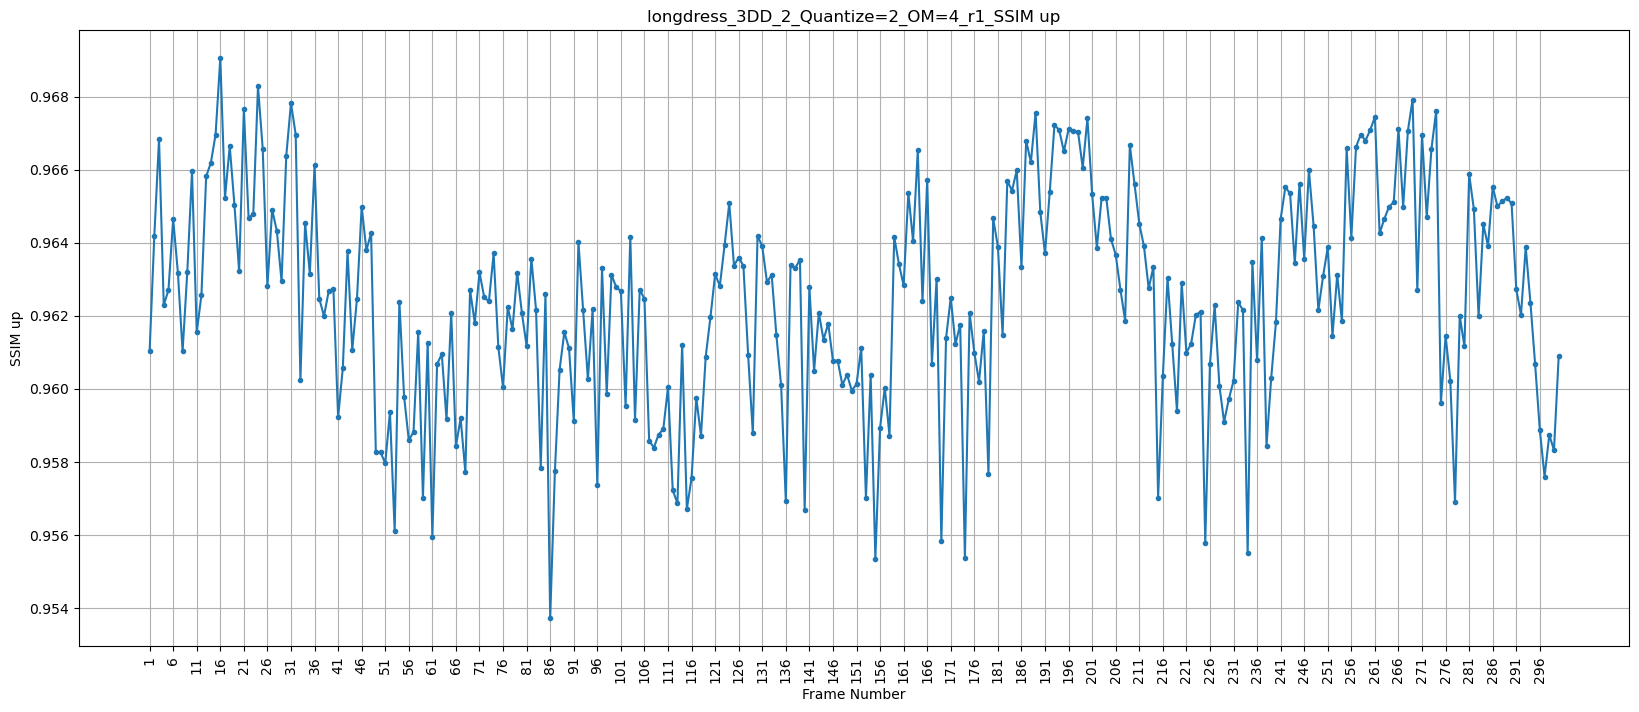 longdress_3DD_2_Quantize=2_OM=4_r1_SSIM up
SSIM up
0.968
0.966
0.964
0.962
0.960
0.958
0.956
0.954
1 6 11 16 21 26 31 36 41 46 51 56 61 66 71 76 81 86 91 96 101 106 111 116 121 126 131 136 141 146 151 156 161 166 171 176 181 186 191 196 201 206 211 216 221 226 231 236 241 246 251 256 261 266 271 276 281 286 291 296
Frame Number